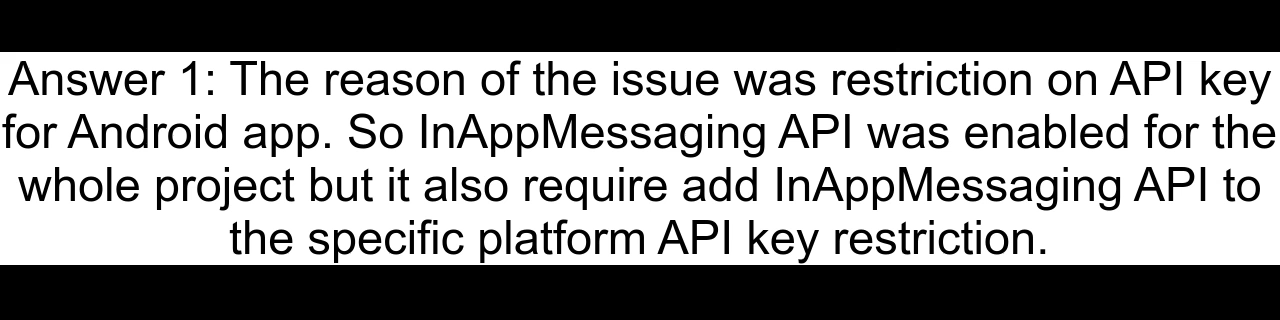 Answer 1: The reason of the issue was restriction on API key
for Android app. So InAppMessaging API was enabled for the
whole project but it also require add InAppMessaging API to
the specific platform API key restriction.